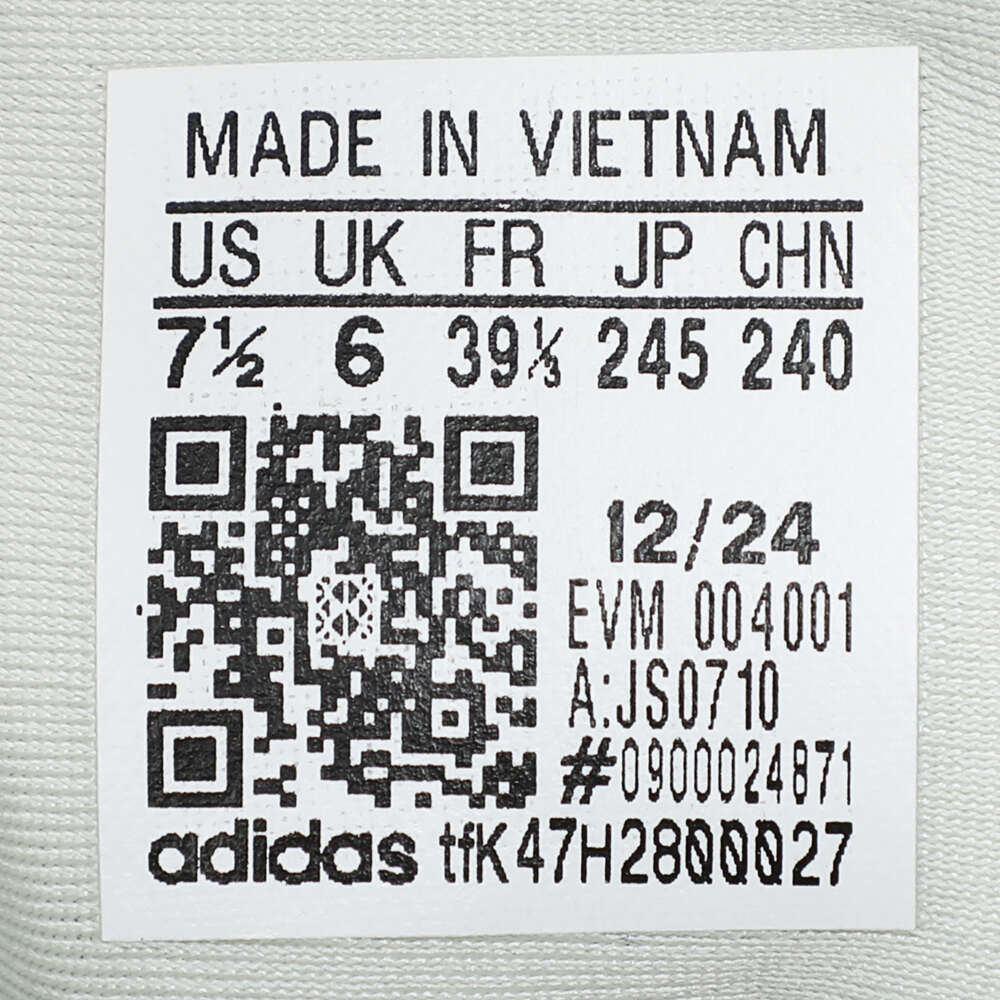 MADE IN VIETNAM
US UK FR JP CHN
7½ 6 39⅓ 245 240
12/24
EVM 004001
A:JS0710
#0900024871
adidas tfK47H28000027